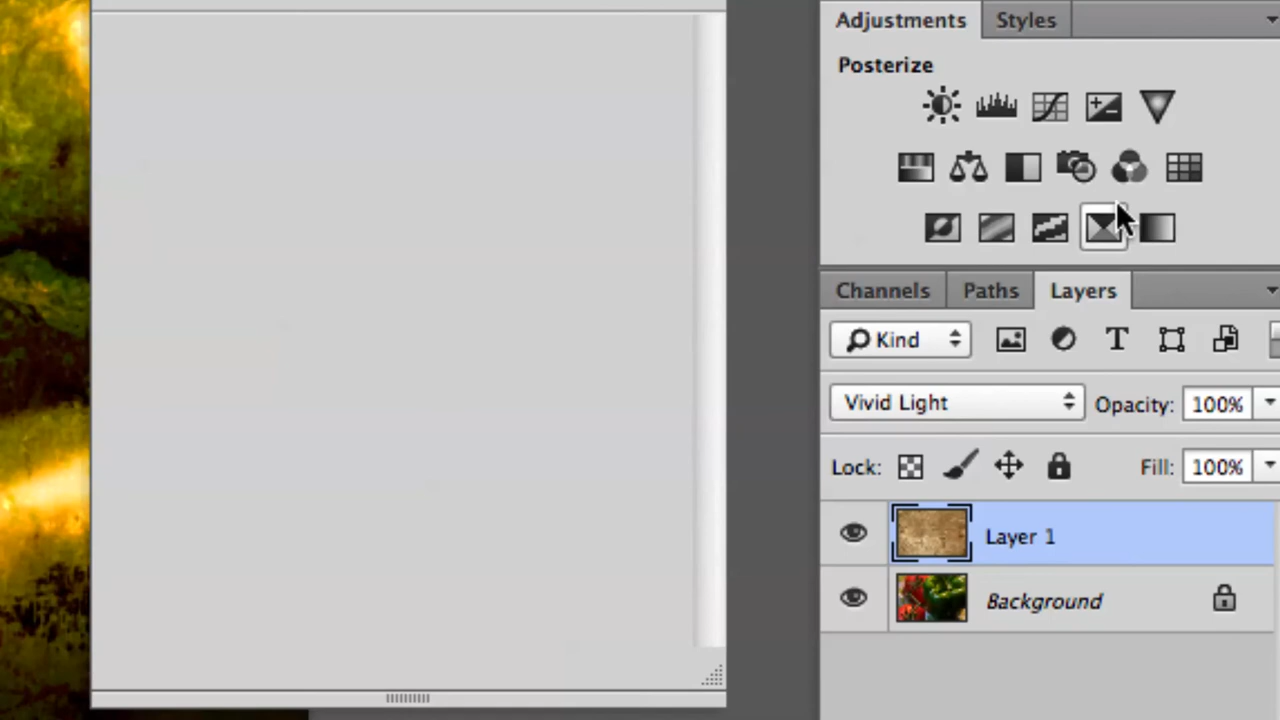 Adjustments Styles
Posterize
Channels Paths Layers
Kind T
Vivid Light Opacity: 100%
Lock: Fill: 100%
Layer 1
Background